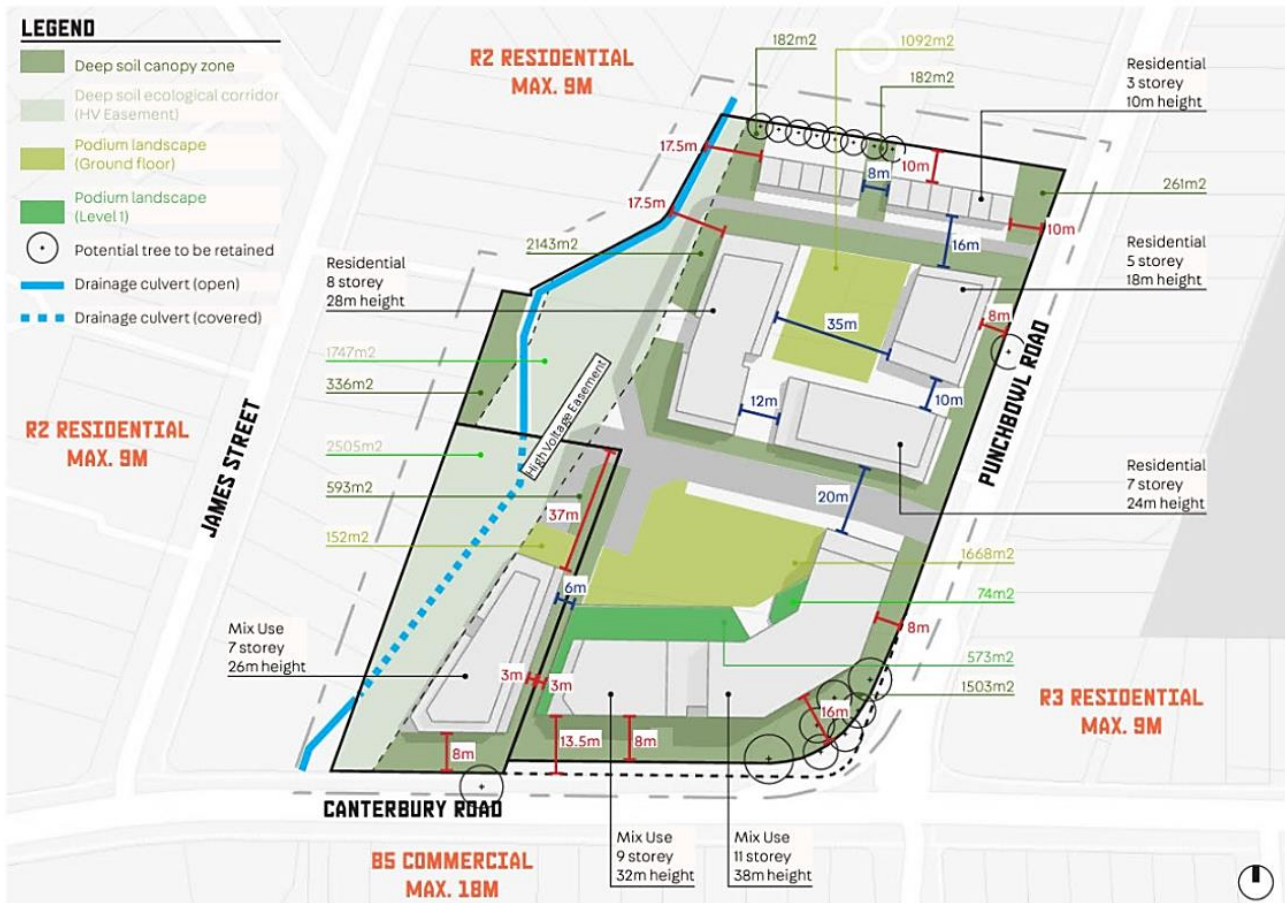 LEGEND
Deep soil canopy zone
Deep soil ecological corridor
(HV Easement)
Podium landscape
(Ground floor)
Podium landscape
(Level 1)
Potential tree to be retained
Drainage culvert (open)
Drainage culvert (covered)
R2 RESIDENTIAL
MAX. 9M
182m2
1092m2
182m2
Residential
3 storey
10m height
17.5m
10m
8m
261m2
17.5m
10m
16m
2143m2
Residential
8 storey
28m height
Residential
5 storey
18m height
35m
8m
1747m2
336m2
12m
10m
High Voltage Easement
PUNCHBOWL ROAD
R2 RESIDENTIAL
MAX. 9M
JAMES STREET
2505m2
593m2
37m
20m
Residential
7 storey
24m height
152m2
1668m2
6m
74m2
Mix Use
7 storey
26m height
8m
573m2
3m
3m
1503m2
16m
R3 RESIDENTIAL
MAX. 9M
8m
13.5m
8m
CANTERBURY ROAD
Mix Use
9 storey
32m height
Mix Use
11 storey
38m height
B5 COMMERCIAL
MAX. 18M